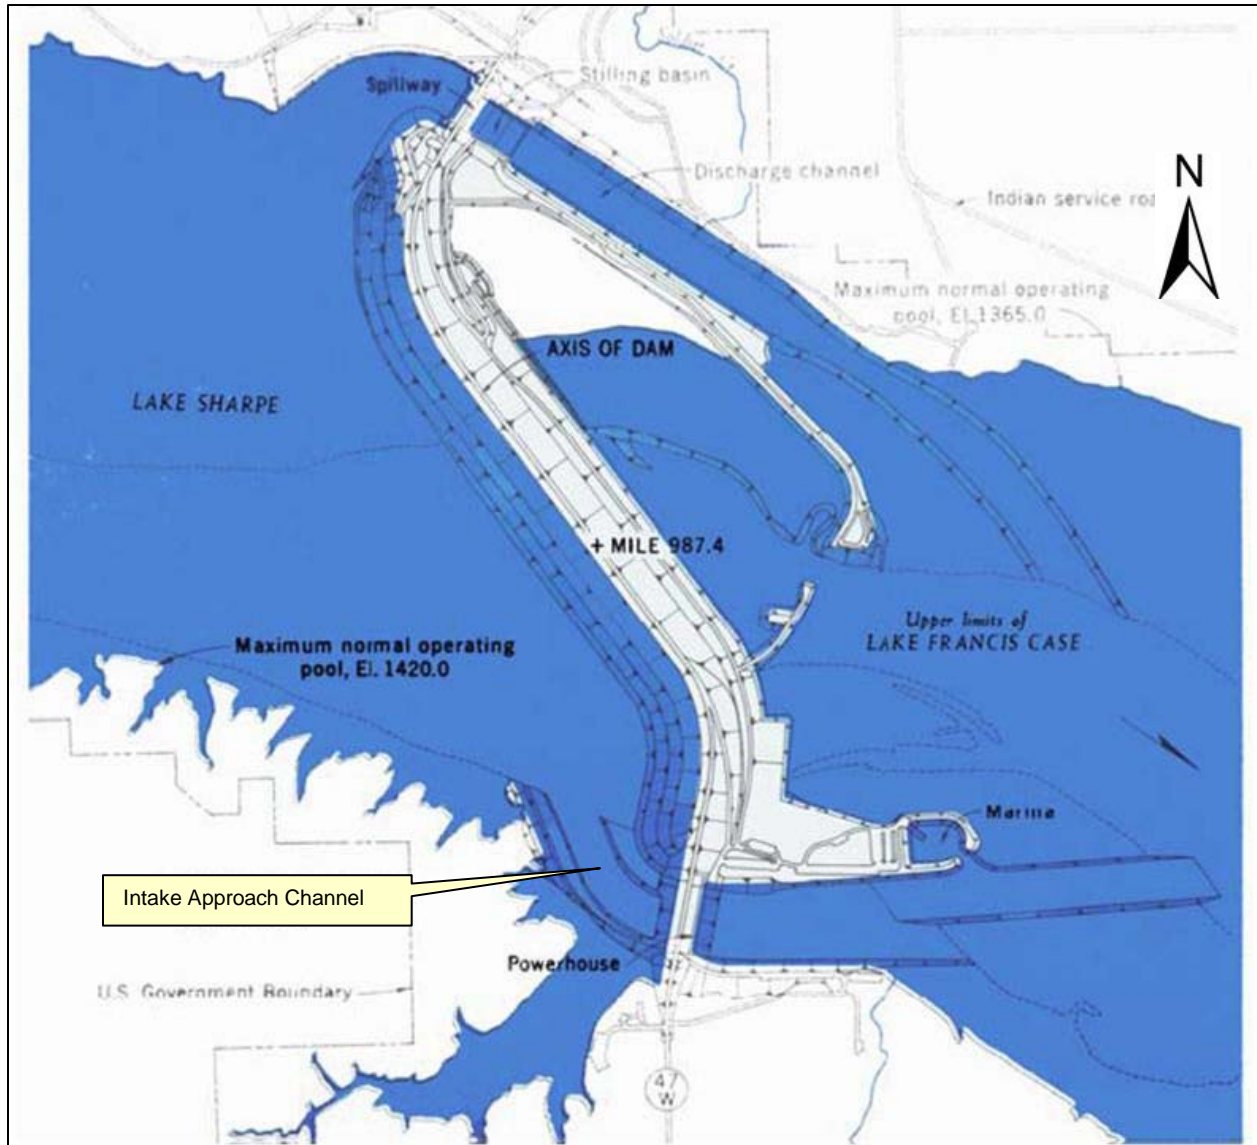 Spillway
Stilling basin
Discharge channel
N
Indian service
Maximum normal operating
pool, El. 1365.0
AXIS OF DAM
LAKE SHARPE
+ MILE 987.4
Upper limits of
LAKE FRANCIS CASE
Maximum normal operating
pool, El. 1420.0
Marina
Intake Approach Channel
Powerhouse
U.S. Government Boundary
47
W